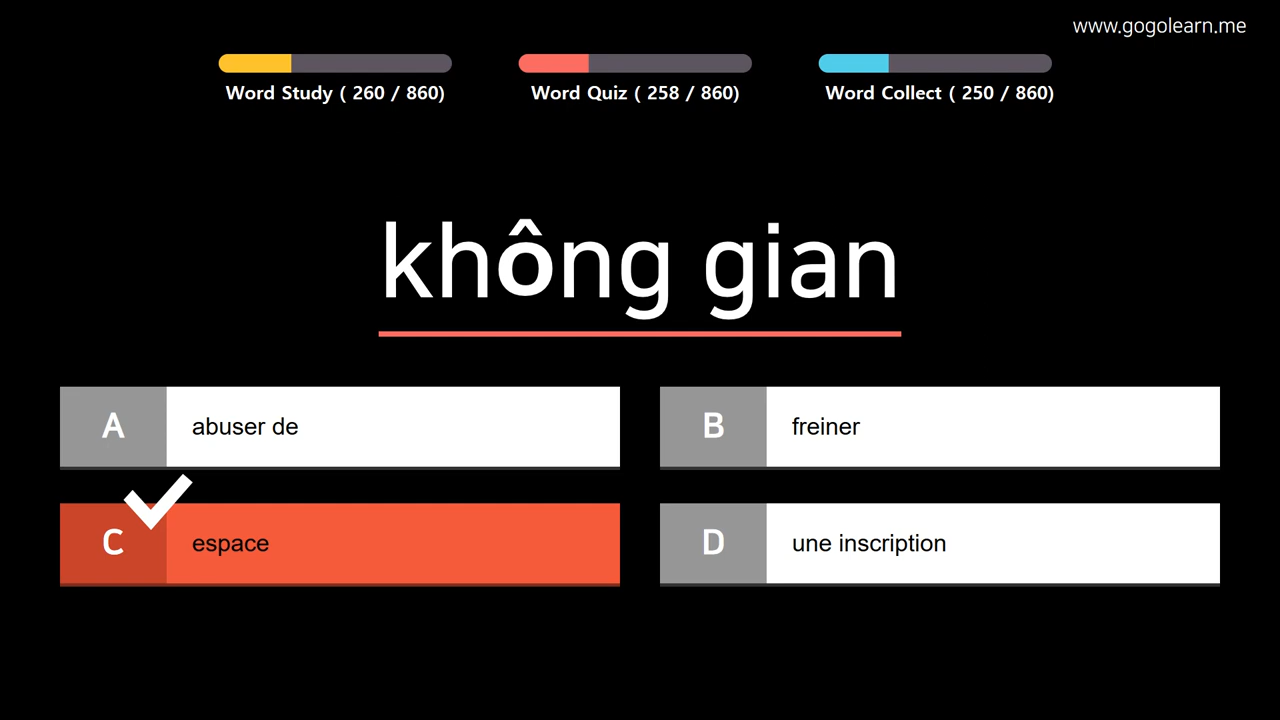 www.gogolearn.me
Word Study ( 260 / 860)
Word Quiz ( 258 / 860)
Word Collect ( 250 / 860)
không gian
A abuser de
B freiner
C espace
D une inscription